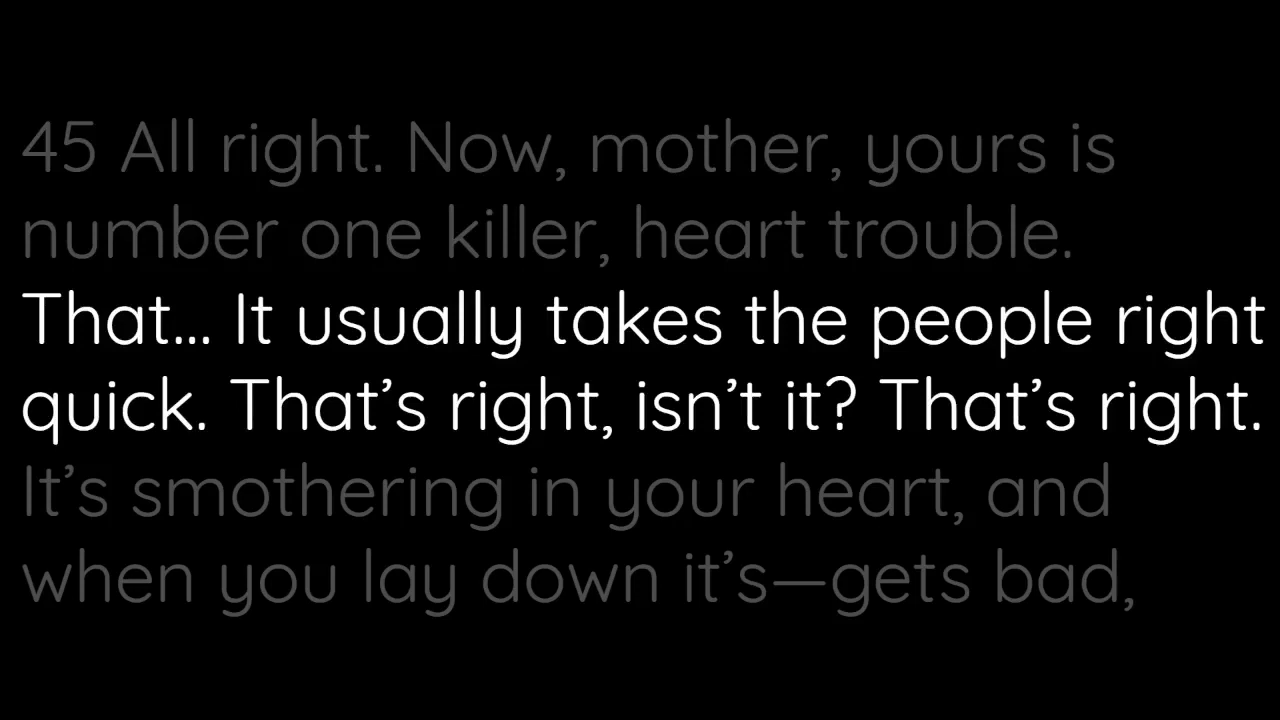 45 All right. Now, mother, yours is
number one killer, heart trouble.
That... It usually takes the people right
quick. That’s right, isn’t it? That’s right.
It’s smothering in your heart, and
when you lay down it’s—gets bad,